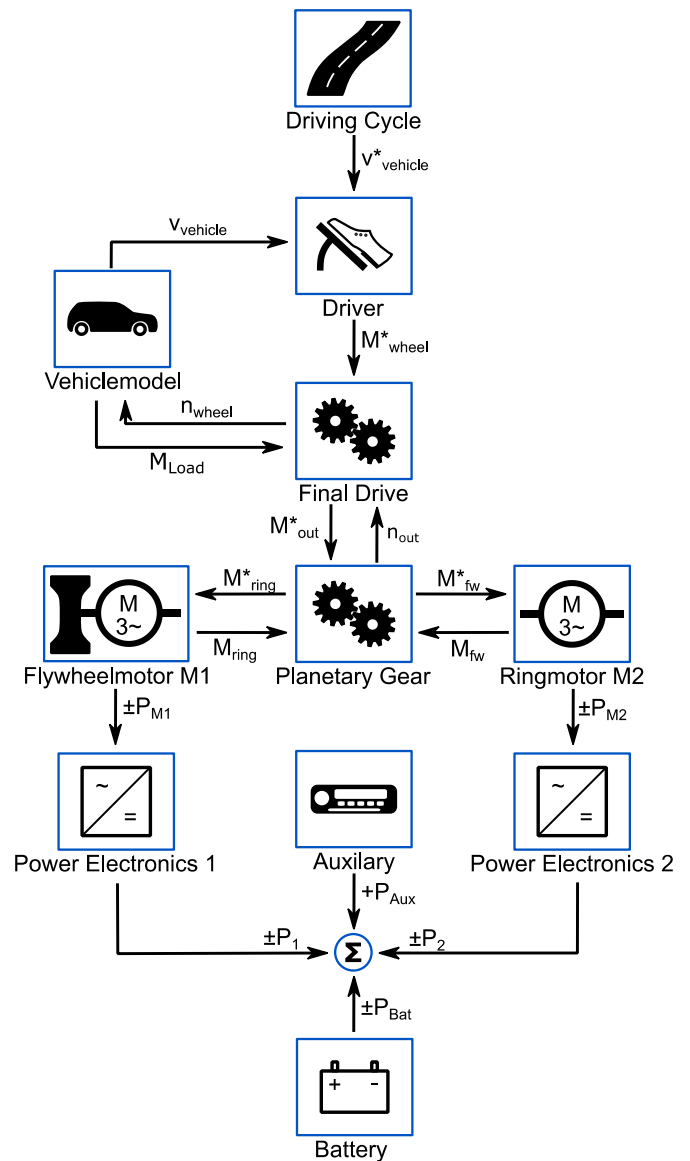 Driving Cycle
v*vehicle
vvehicle
Driver
M*wheel
Vehiclemodel
nwheel
MLoad
Final Drive
M*out
nout
M*ring
M*fw
M
3~
M
3~
Mring
Mfw
Flywheelmotor M1
Planetary Gear
Ringmotor M2
±PM1
±PM2
~
=
~
=
Power Electronics 1
Auxilary
Power Electronics 2
+PAux
±P1
Σ
±P2
±PBat
+ -
Battery